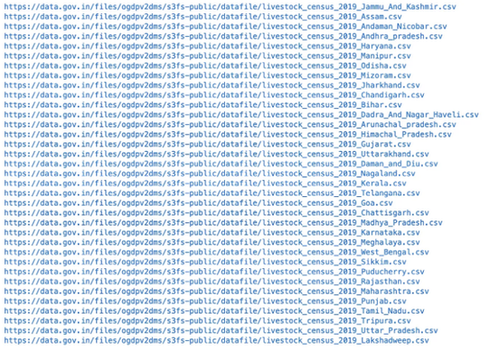 https://data.gov.in/files/ogdpv2dms/s3fs-public/datafile/livestock_census_2019_Jammu_And_Kashmir.csv
https://data.gov.in/files/ogdpv2dms/s3fs-public/datafile/livestock_census_2019_Assam.csv
https://data.gov.in/files/ogdpv2dms/s3fs-public/datafile/livestock_census_2019_Andaman_Nicobar.csv
https://data.gov.in/files/ogdpv2dms/s3fs-public/datafile/livestock_census_2019_Andhra_pradesh.csv
https://data.gov.in/files/ogdpv2dms/s3fs-public/datafile/livestock_census_2019_Haryana.csv
https://data.gov.in/files/ogdpv2dms/s3fs-public/datafile/livestock_census_2019_Manipur.csv
https://data.gov.in/files/ogdpv2dms/s3fs-public/datafile/livestock_census_2019_Odisha.csv
https://data.gov.in/files/ogdpv2dms/s3fs-public/datafile/livestock_census_2019_Mizoram.csv
https://data.gov.in/files/ogdpv2dms/s3fs-public/datafile/livestock_census_2019_Jharkhand.csv
https://data.gov.in/files/ogdpv2dms/s3fs-public/datafile/livestock_census_2019_Chandigarh.csv
https://data.gov.in/files/ogdpv2dms/s3fs-public/datafile/livestock_census_2019_Bihar.csv
https://data.gov.in/files/ogdpv2dms/s3fs-public/datafile/livestock_census_2019_Dadra_And_Nagar_Haveli.csv
https://data.gov.in/files/ogdpv2dms/s3fs-public/datafile/livestock_census_2019_Arunachal_pradesh.csv
https://data.gov.in/files/ogdpv2dms/s3fs-public/datafile/livestock_census_2019_Himachal_Pradesh.csv
https://data.gov.in/files/ogdpv2dms/s3fs-public/datafile/livestock_census_2019_Gujarat.csv
https://data.gov.in/files/ogdpv2dms/s3fs-public/datafile/livestock_census_2019_Uttarakhand.csv
https://data.gov.in/files/ogdpv2dms/s3fs-public/datafile/livestock_census_2019_Daman_and_Diu.csv
https://data.gov.in/files/ogdpv2dms/s3fs-public/datafile/livestock_census_2019_Nagaland.csv
https://data.gov.in/files/ogdpv2dms/s3fs-public/datafile/livestock_census_2019_Kerala.csv
https://data.gov.in/files/ogdpv2dms/s3fs-public/datafile/livestock_census_2019_Telangana.csv
https://data.gov.in/files/ogdpv2dms/s3fs-public/datafile/livestock_census_2019_Goa.csv
https://data.gov.in/files/ogdpv2dms/s3fs-public/datafile/livestock_census_2019_Chattisgarh.csv
https://data.gov.in/files/ogdpv2dms/s3fs-public/datafile/livestock_census_2019_Madhya_Pradesh.csv
https://data.gov.in/files/ogdpv2dms/s3fs-public/datafile/livestock_census_2019_Karnataka.csv
https://data.gov.in/files/ogdpv2dms/s3fs-public/datafile/livestock_census_2019_Meghalaya.csv
https://data.gov.in/files/ogdpv2dms/s3fs-public/datafile/livestock_census_2019_West_Bengal.csv
https://data.gov.in/files/ogdpv2dms/s3fs-public/datafile/livestock_census_2019_Sikkim.csv
https://data.gov.in/files/ogdpv2dms/s3fs-public/datafile/livestock_census_2019_Puducherry.csv
https://data.gov.in/files/ogdpv2dms/s3fs-public/datafile/livestock_census_2019_Rajasthan.csv
https://data.gov.in/files/ogdpv2dms/s3fs-public/datafile/livestock_census_2019_Maharashtra.csv
https://data.gov.in/files/ogdpv2dms/s3fs-public/datafile/livestock_census_2019_Punjab.csv
https://data.gov.in/files/ogdpv2dms/s3fs-public/datafile/livestock_census_2019_Tamil_Nadu.csv
https://data.gov.in/files/ogdpv2dms/s3fs-public/datafile/livestock_census_2019_Tripura.csv
https://data.gov.in/files/ogdpv2dms/s3fs-public/datafile/livestock_census_2019_Uttar_Pradesh.csv
https://data.gov.in/files/ogdpv2dms/s3fs-public/datafile/livestock_census_2019_Lakshadweep.csv